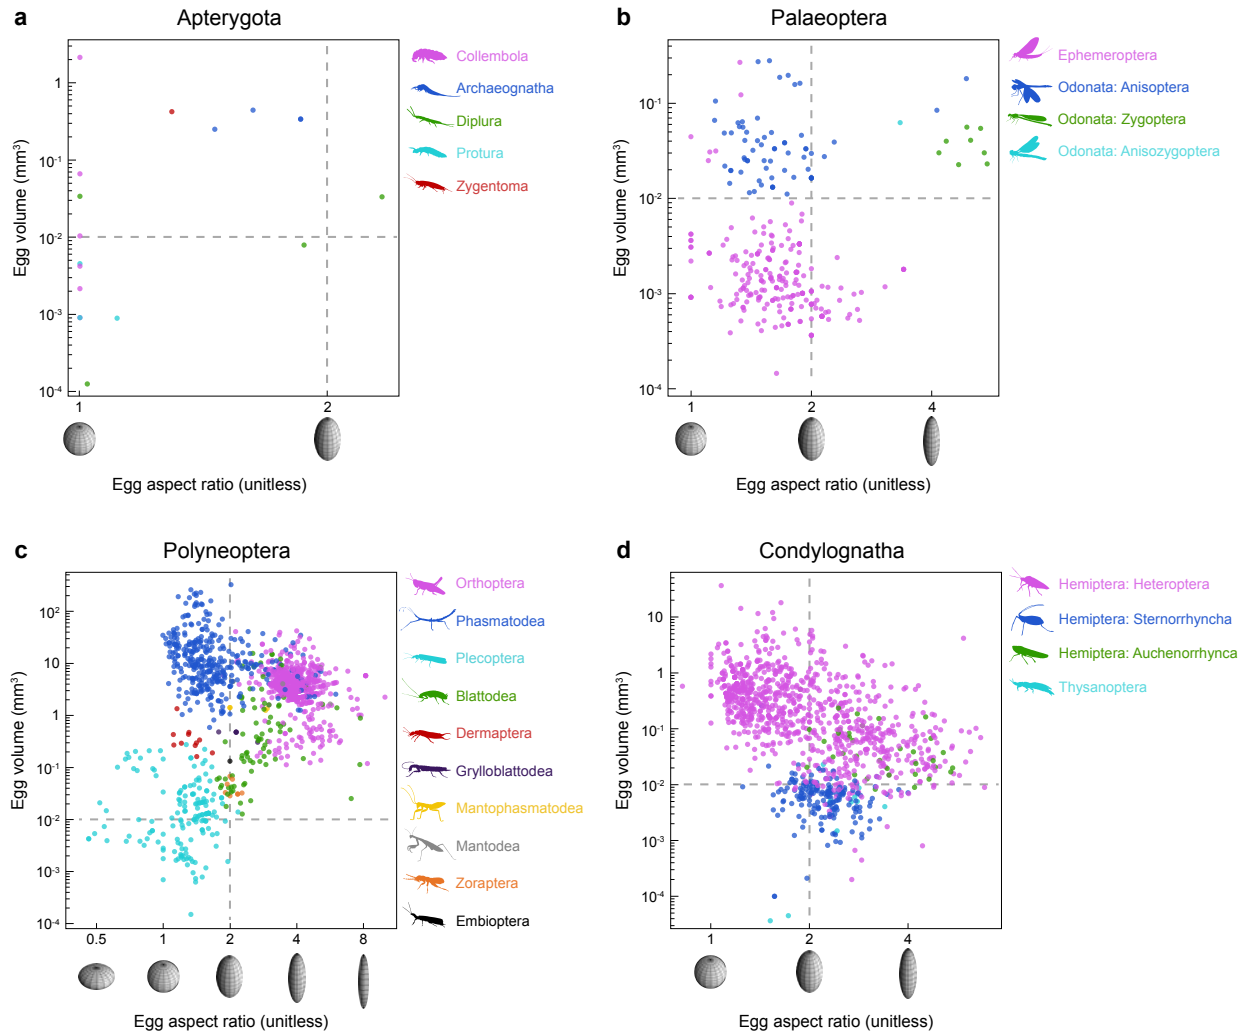 a
Apterygota
Egg volume (mm³)
1
10⁻¹
10⁻²
10⁻³
10⁻⁴
1
2
Egg aspect ratio (unitless)
Collembola
Archaeognatha
Diplura
Protura
Zygentoma
b
Palaeoptera
Egg volume (mm³)
10⁻¹
10⁻²
10⁻³
10⁻⁴
1
2
4
Egg aspect ratio (unitless)
Ephemeroptera
Odonata: Anisoptera
Odonata: Zygoptera
Odonata: Anisozygoptera
c
Polyneoptera
Egg volume (mm³)
10²
10
1
10⁻¹
10⁻²
10⁻³
10⁻⁴
0.5
1
2
4
8
Egg aspect ratio (unitless)
Orthoptera
Phasmatodea
Plecoptera
Blattodea
Dermaptera
Grylloblattodea
Mantophasmatodea
Mantodea
Zoraptera
Embioptera
d
Condylognatha
Egg volume (mm³)
10
1
10⁻¹
10⁻²
10⁻³
10⁻⁴
1
2
4
Egg aspect ratio (unitless)
Hemiptera: Heteroptera
Hemiptera: Sternorrhyncha
Hemiptera: Auchenorrhynca
Thysanoptera